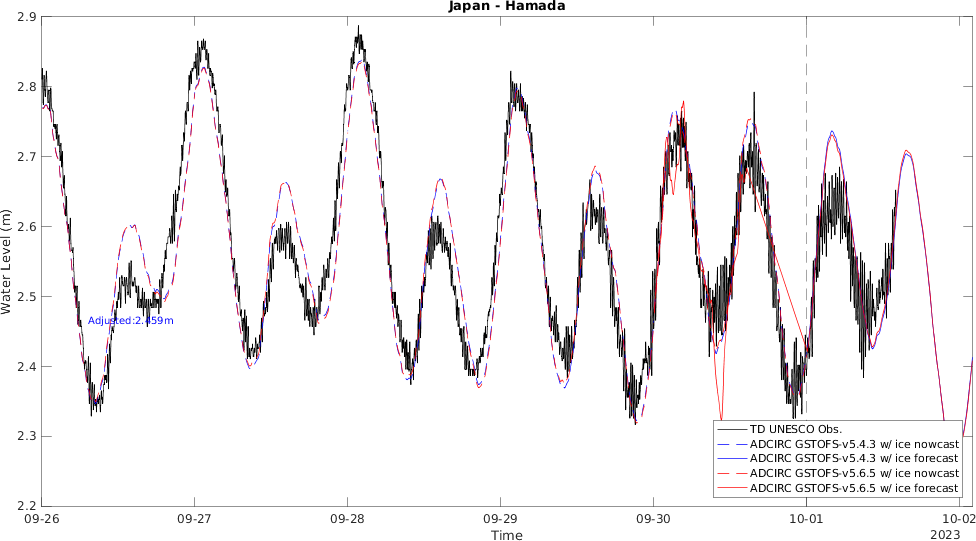 Japan - Hamada
Water Level (m)
2.9
2.8
2.7
2.6
2.5
2.4
2.3
2.2
Adjusted:2.459m
TD UNESCO Obs.
ADCIRC GSTOFS-v5.4.3 w/ ice nowcast
ADCIRC GSTOFS-v5.4.3 w/ ice forecast
ADCIRC GSTOFS-v5.6.5 w/ ice nowcast
ADCIRC GSTOFS-v5.6.5 w/ ice forecast
09-26 09-27 09-28 09-29 09-30 10-01 10-02
Time
2023